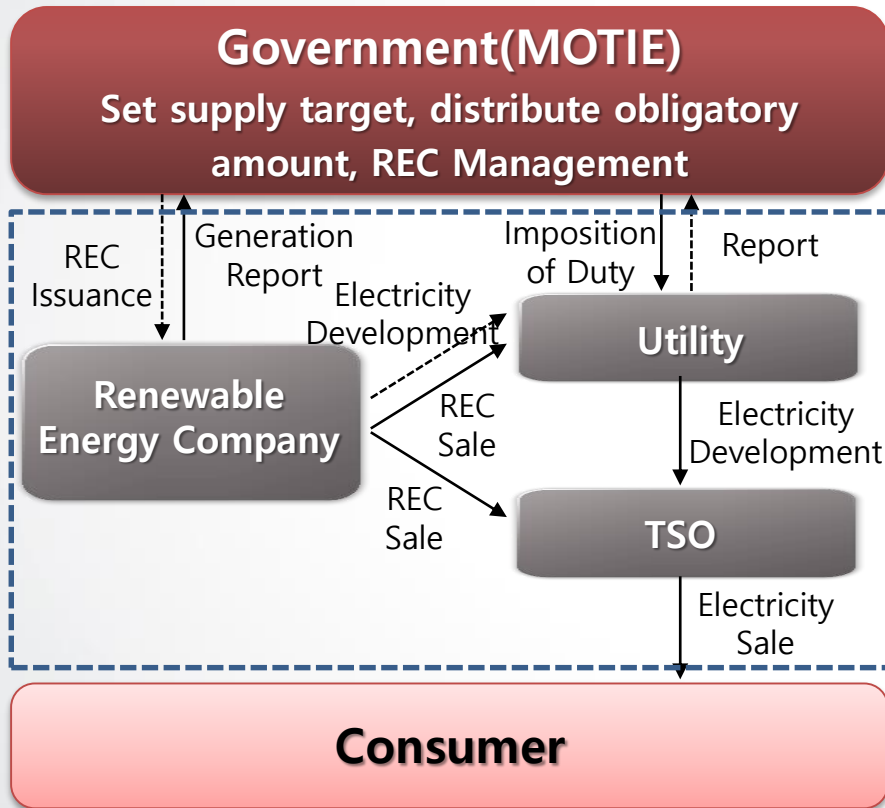 Government(MOTIE)
Set supply target, distribute obligatory
amount, REC Management
REC
Issuance
Generation
Report
Imposition
of Duty
Report
Electricity
Development
Utility
Renewable
Energy Company
REC
Sale
Electricity
Development
REC
Sale
TSO
Electricity
Sale
Consumer